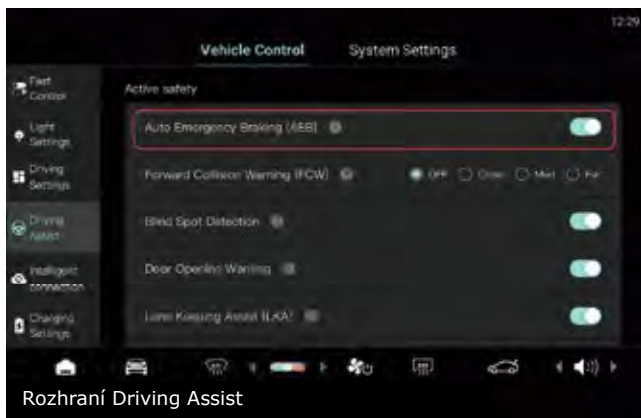 12:29
Vehicle Control System Settings
Fast
Control
Active safety
Light
Settings
Auto Emergency Braking (AEB)
Driving
Settings
Forward Collision Warning (FCW) OFF Close Med Far
Driving
Assist
Blind Spot Detection
Intelligent
connection
Door Opening Warning
Charging
Settings
Lane Keeping Assist (LKA)
Rozhraní Driving Assist